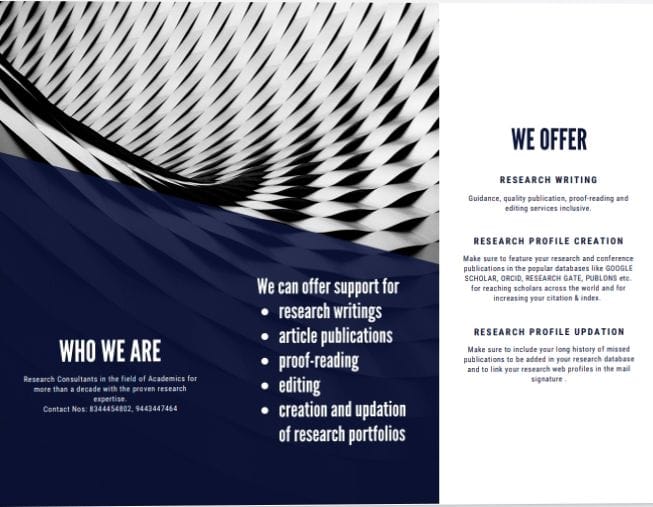 WHO WE ARE
Research Consultants in the field of Academics for
more than a decade with the proven research
expertise.
Contact Nos: 8344454802, 9443447464
We can offer support for
• research writings
• article publications
• proof-reading
• editing
• creation and updation
of research portfolios
WE OFFER
RESEARCH WRITING
Guidance, quality publication, proof-reading and
editing services inclusive.
RESEARCH PROFILE CREATION
Make sure to feature your research and conference
publications in the popular databases like GOOGLE
SCHOLAR, ORCID, RESEARCH GATE, PUBLONS etc.
for reaching scholars across the world and for
increasing your citation & index.
RESEARCH PROFILE UPDATION
Make sure to include your long history of missed
publications to be added in your research database
and to link your research web profiles in the mail
signature .